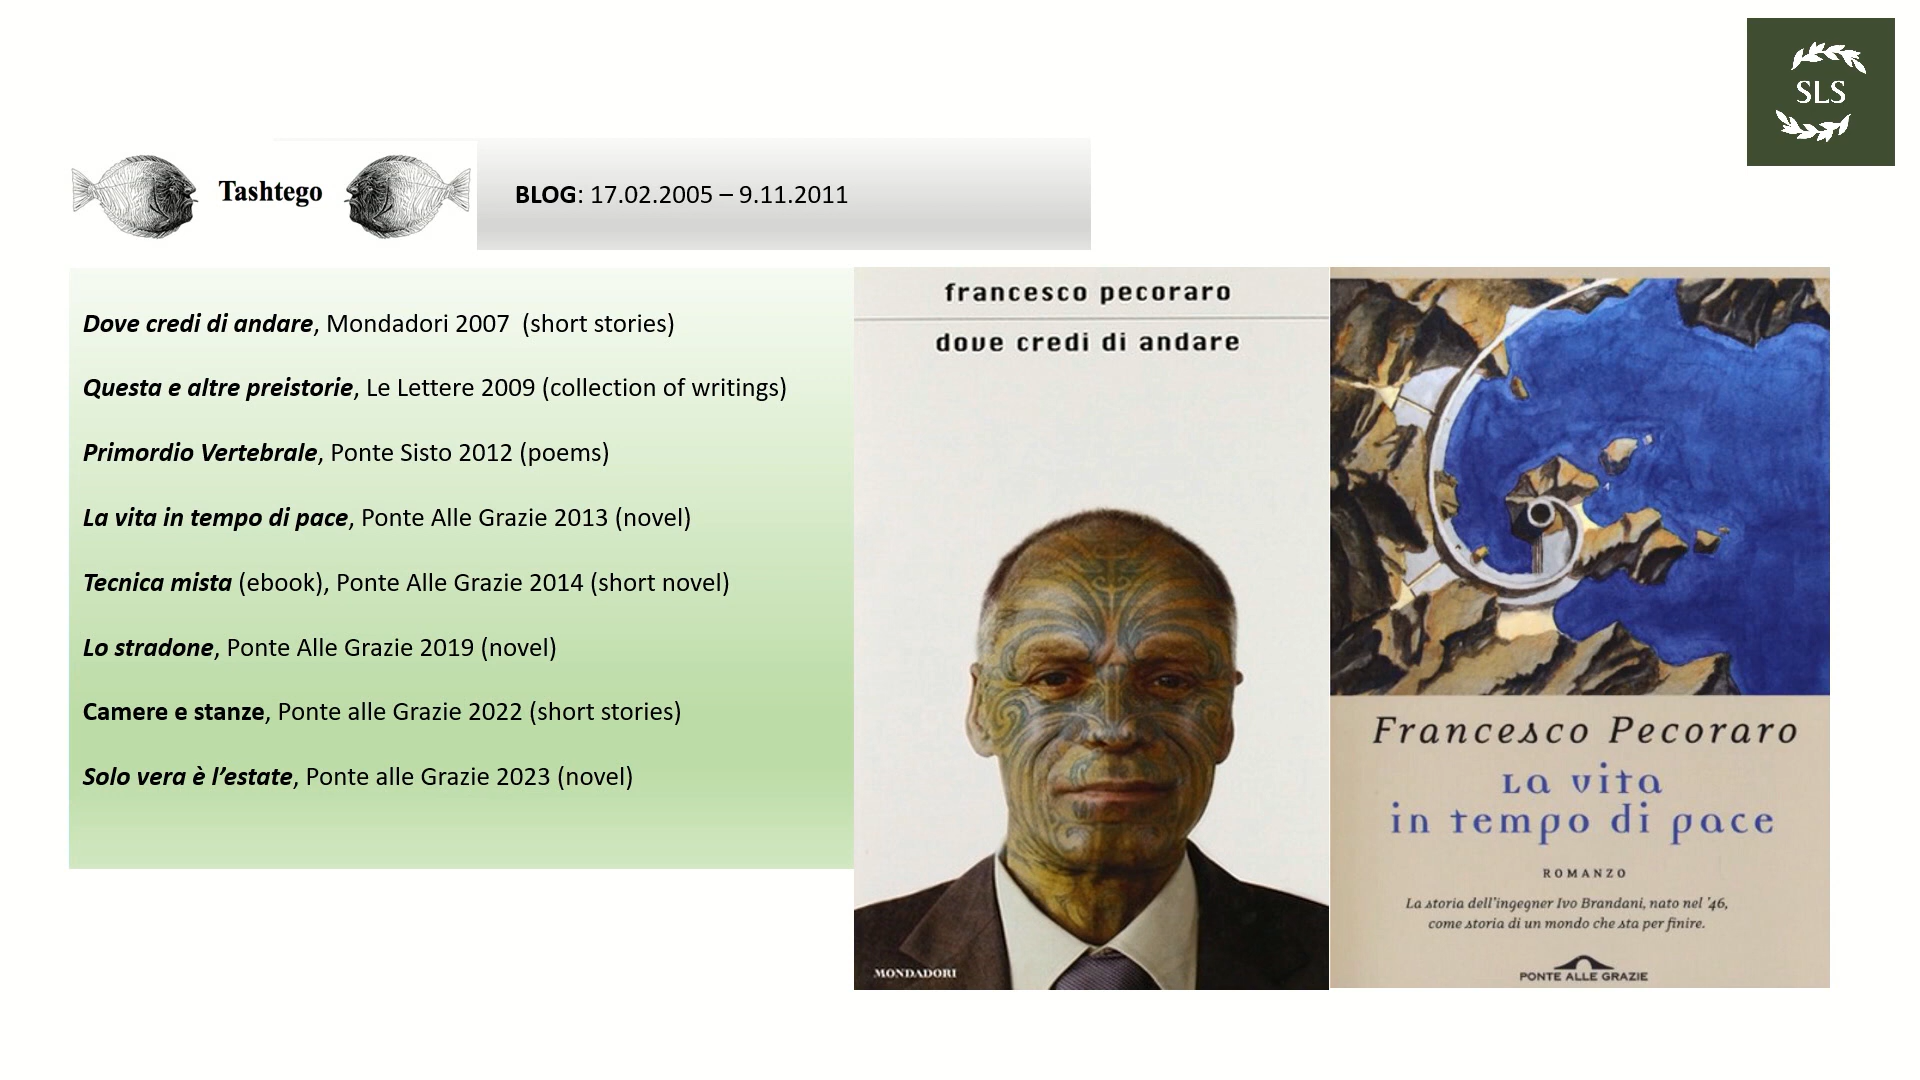 SLS
Tashtego
BLOG: 17.02.2005 – 9.11.2011
Dove credi di andare, Mondadori 2007 (short stories)
Questa e altre preistorie, Le Lettere 2009 (collection of writings)
Primordio Vertebrale, Ponte Sisto 2012 (poems)
La vita in tempo di pace, Ponte Alle Grazie 2013 (novel)
Tecnica mista (ebook), Ponte Alle Grazie 2014 (short novel)
Lo stradone, Ponte Alle Grazie 2019 (novel)
Camere e stanze, Ponte alle Grazie 2022 (short stories)
Solo vera è l’estate, Ponte alle Grazie 2023 (novel)
francesco pecoraro
dove credi di andare
MONDADORI
Francesco Pecoraro
La vita
in tempo di pace
ROMANZO
La storia dell'ingegner Ivo Brandani, nato nel '46,
come storia di un mondo che sta per finire.
PONTE ALLE GRAZIE